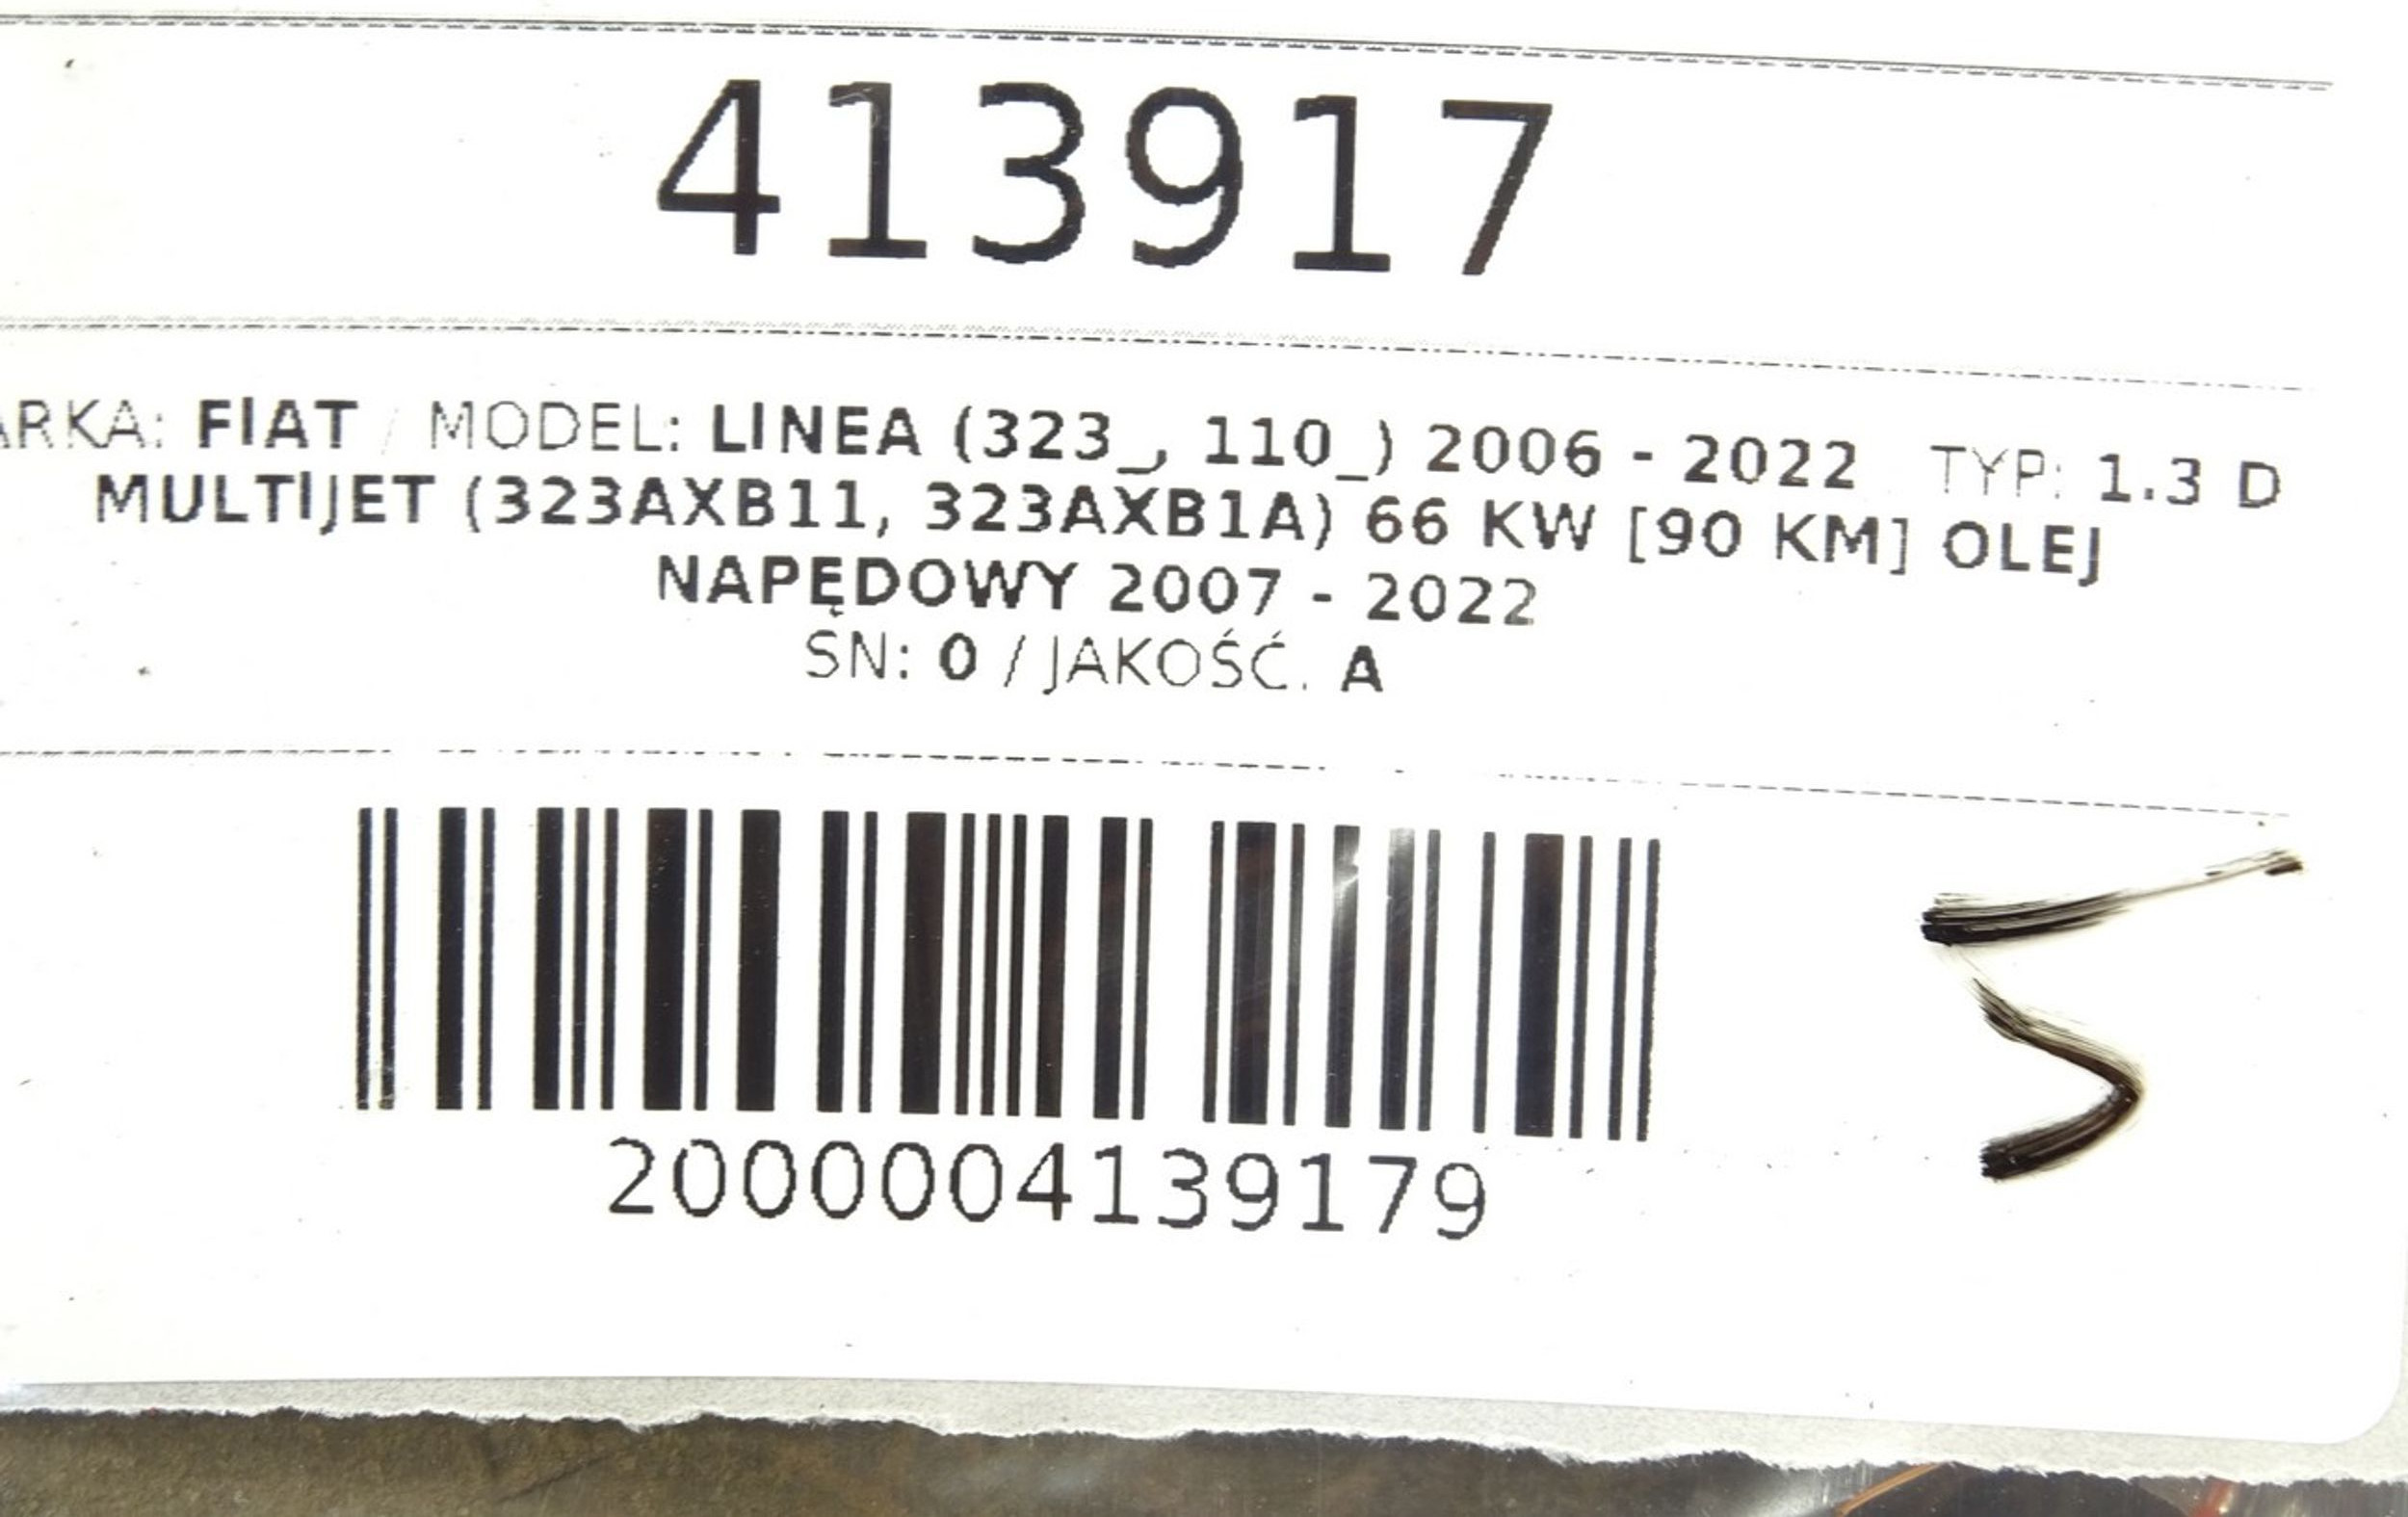 413917
ARKA: FIAT / MODEL: LINEA (323_, 110_) 2006 - 2022 TYP: 1.3 D
MULTIJET (323AXB11, 323AXB1A) 66 KW [90 KM] OLEJ
NAPĘDOWY 2007 - 2022
SN: 0 / JAKOŚĆ: A
2000004139179
5